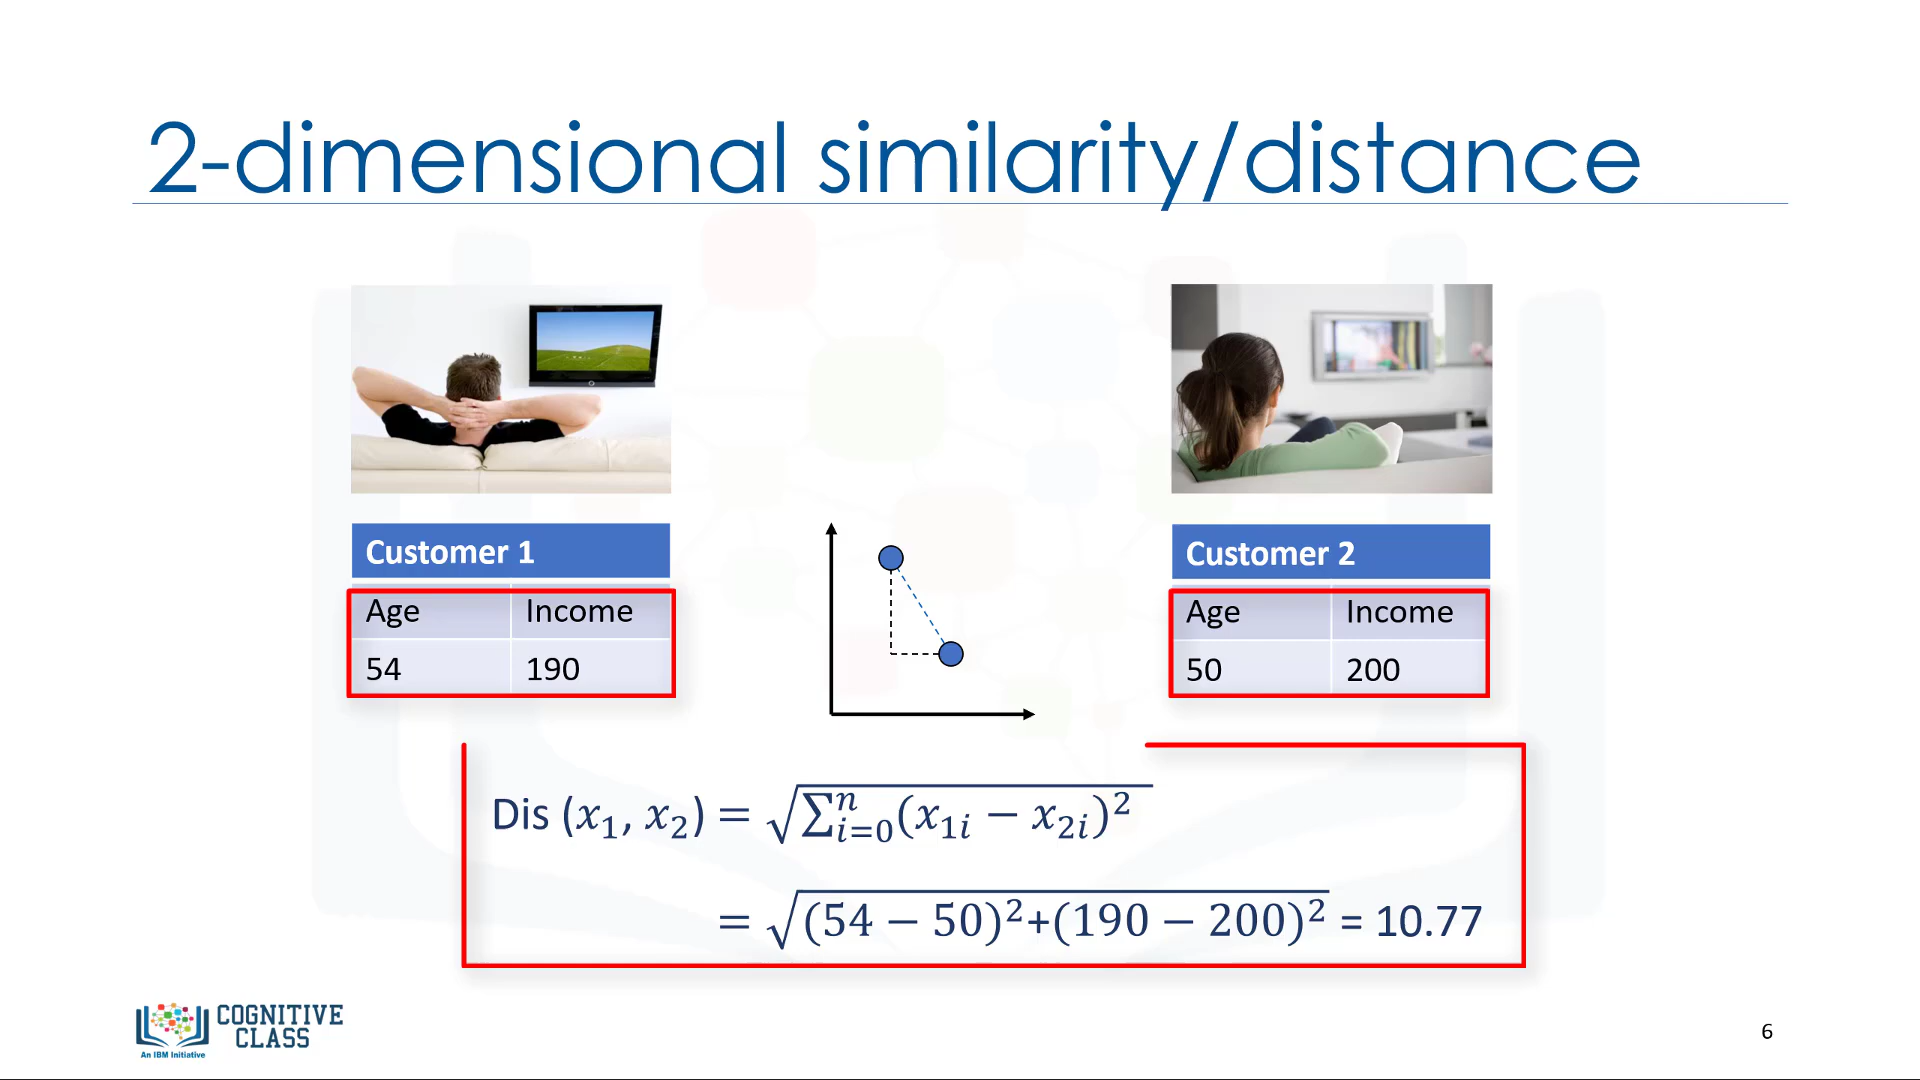 2-dimensional similarity/distance
Customer 1
Age Income
54 190
Customer 2
Age Income
50 200
Dis (x₁, x₂) = √∑ⁿᵢ₌₀(x₁ᵢ − x₂ᵢ)²
= √(54 − 50)²+(190 − 200)² = 10.77
COGNITIVE
CLASS
An IBM Initiative
6